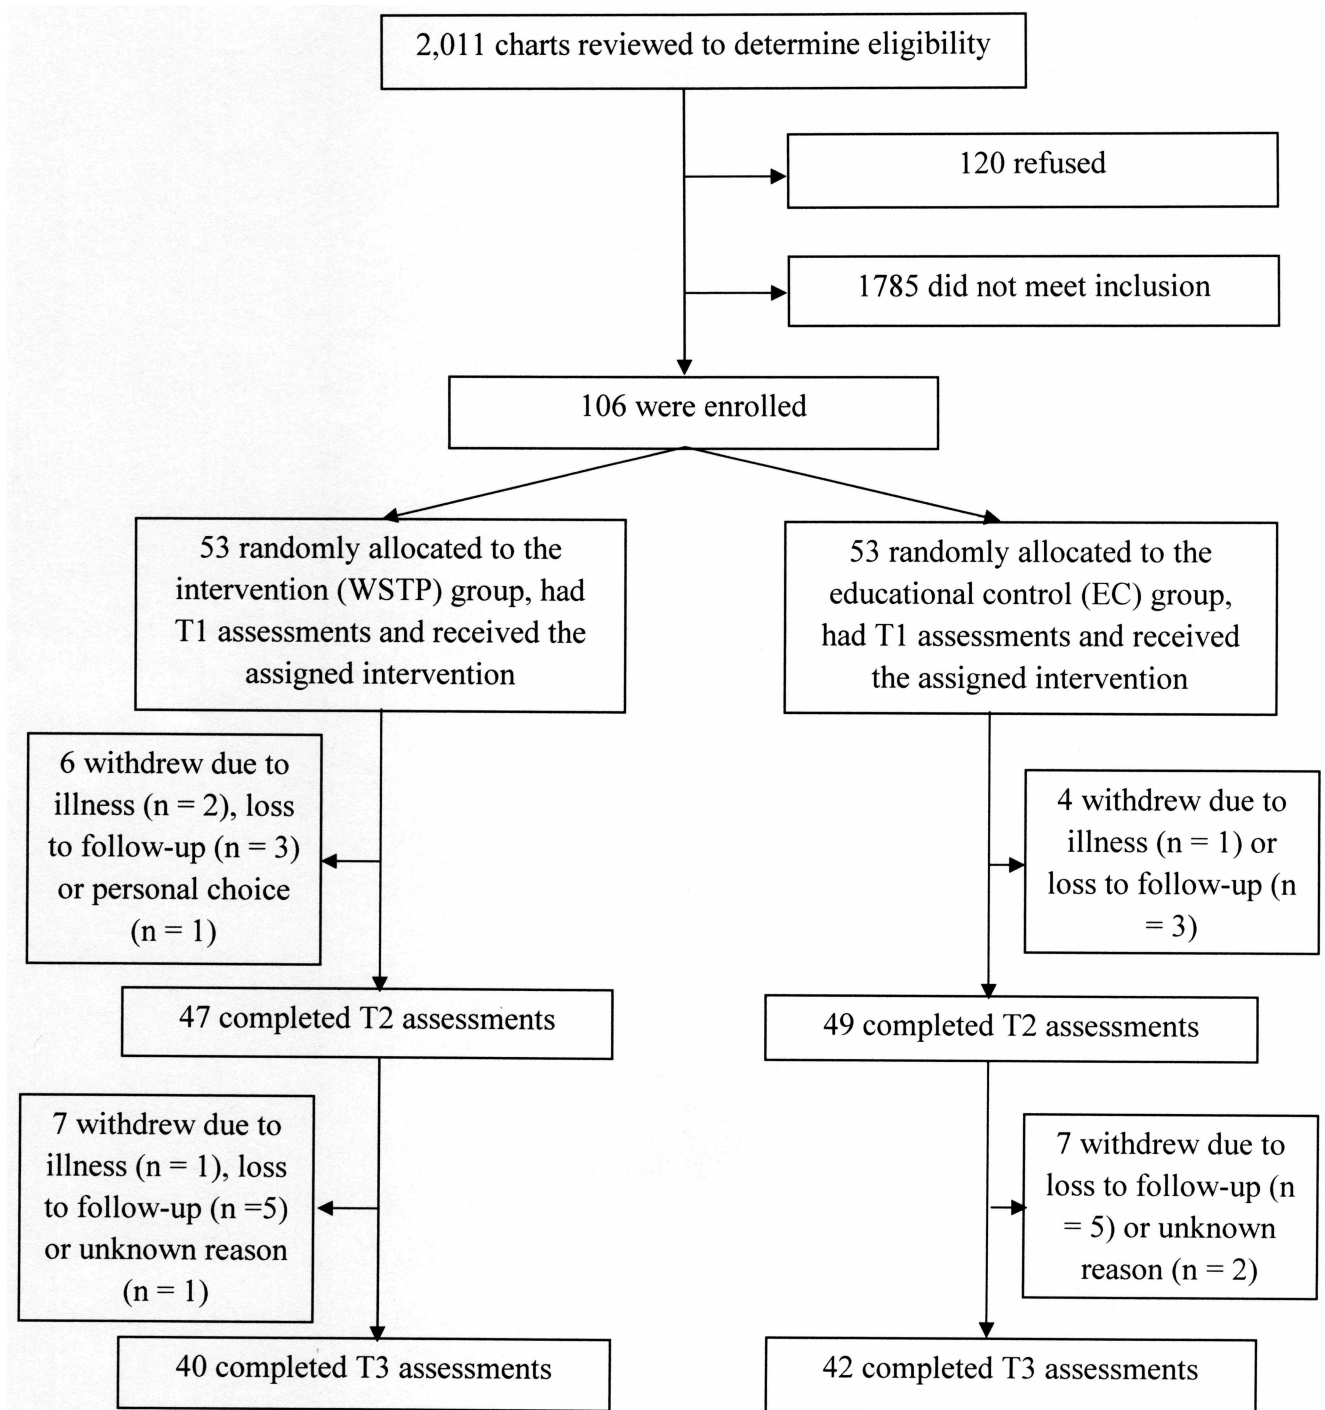 2,011 charts reviewed to determine eligibility
120 refused
1785 did not meet inclusion
106 were enrolled
53 randomly allocated to the
intervention (WSTP) group, had
T1 assessments and received the
assigned intervention
53 randomly allocated to the
educational control (EC) group,
had T1 assessments and received
the assigned intervention
6 withdrew due to
illness (n = 2), loss
to follow-up (n = 3)
or personal choice
(n = 1)
4 withdrew due to
illness (n = 1) or
loss to follow-up (n
= 3)
47 completed T2 assessments
49 completed T2 assessments
7 withdrew due to
illness (n = 1), loss
to follow-up (n =5)
or unknown reason
(n = 1)
7 withdrew due to
loss to follow-up (n
= 5) or unknown
reason (n = 2)
40 completed T3 assessments
42 completed T3 assessments